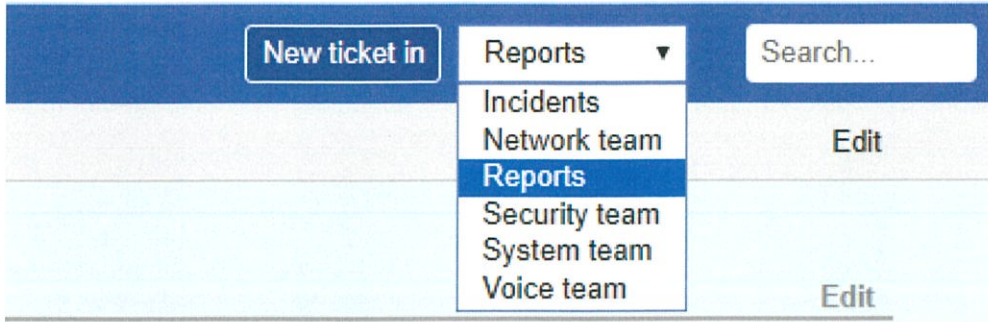 New ticket in Reports ▼ Search...
Incidents
Network team Edit
Reports
Security team
System team
Voice team Edit